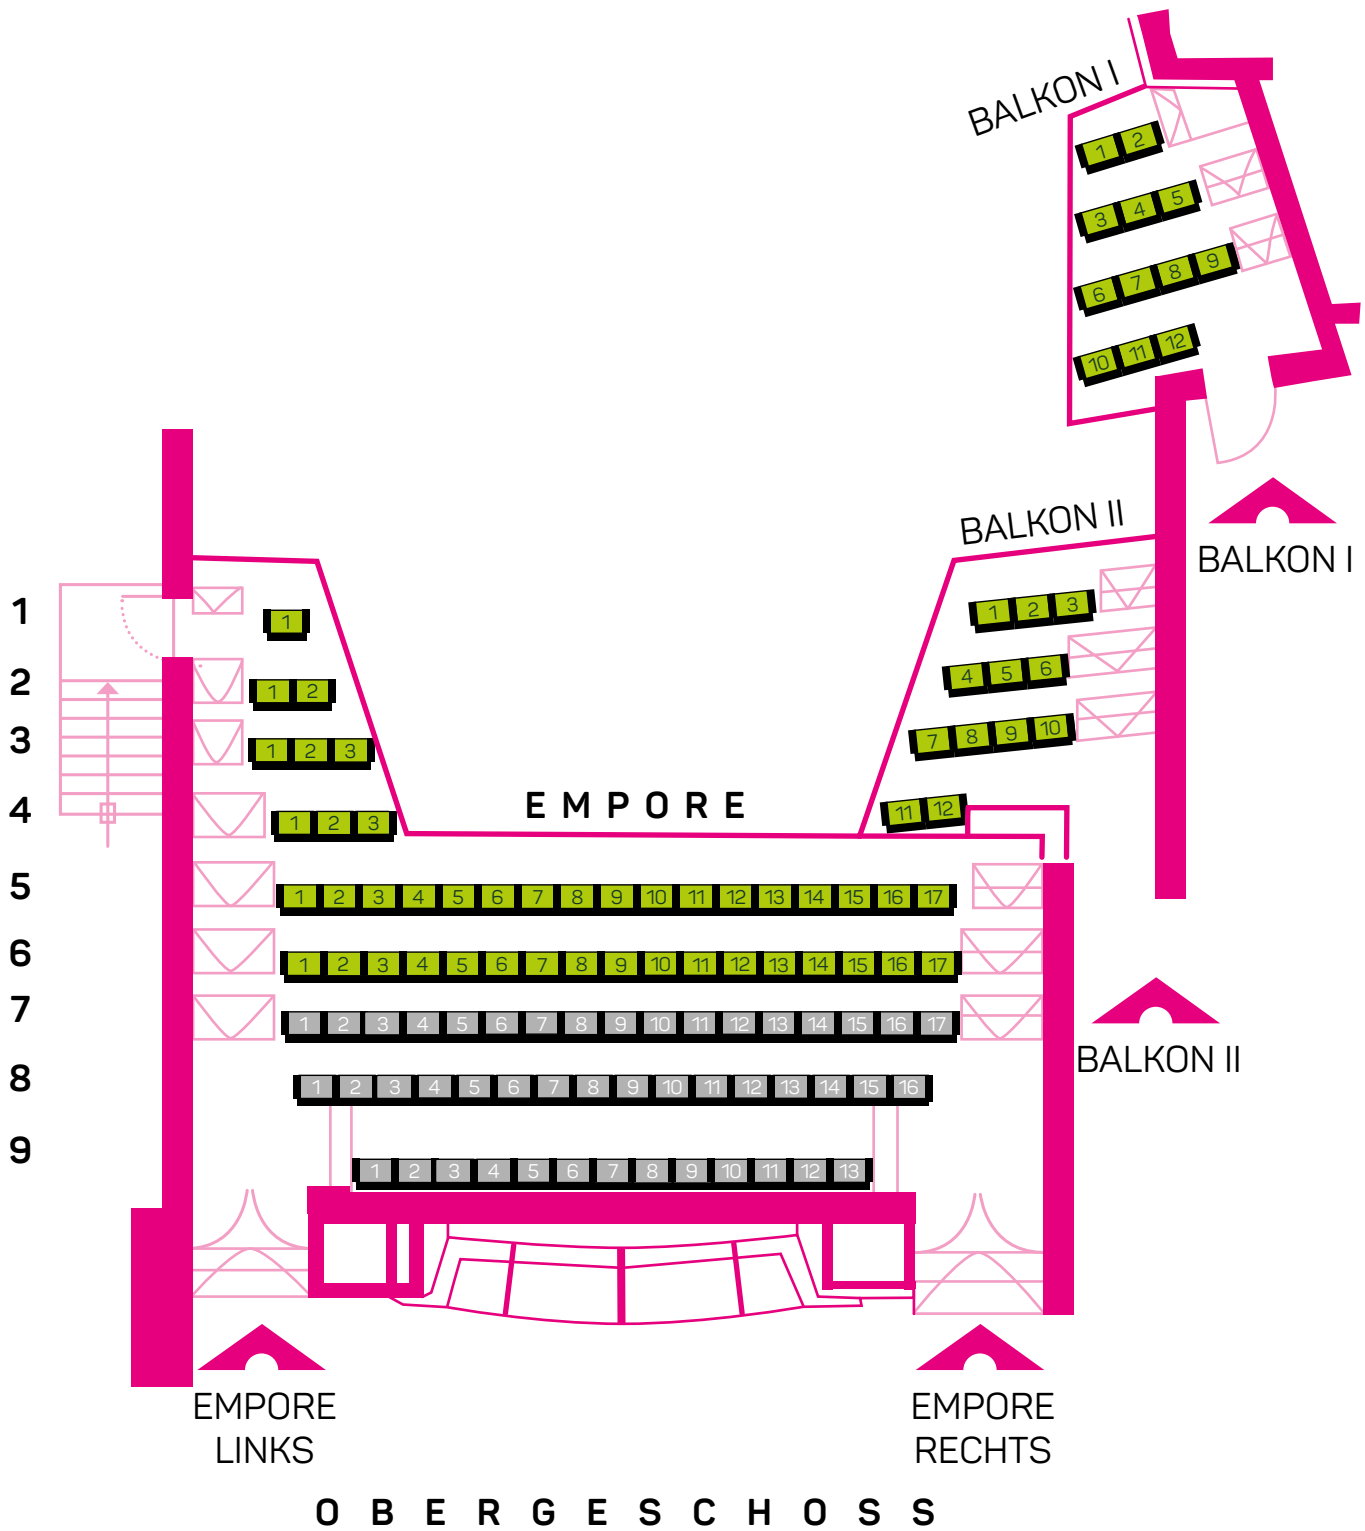 BALKON I
1 2
3 4 5
6 7 8 9
10 11 12
BALKON I
BALKON II
1 2 3
4 5 6
7 8 9 10
11 12
BALKON II
EMPORE
1 1
2 1 2
3 1 2 3
4 1 2 3
5 1 2 3 4 5 6 7 8 9 10 11 12 13 14 15 16 17
6 1 2 3 4 5 6 7 8 9 10 11 12 13 14 15 16 17
7 1 2 3 4 5 6 7 8 9 10 11 12 13 14 15 16 17
8 1 2 3 4 5 6 7 8 9 10 11 12 13 14 15 16
9 1 2 3 4 5 6 7 8 9 10 11 12 13
EMPORE
LINKS
EMPORE
RECHTS
OBERGESCHOSS